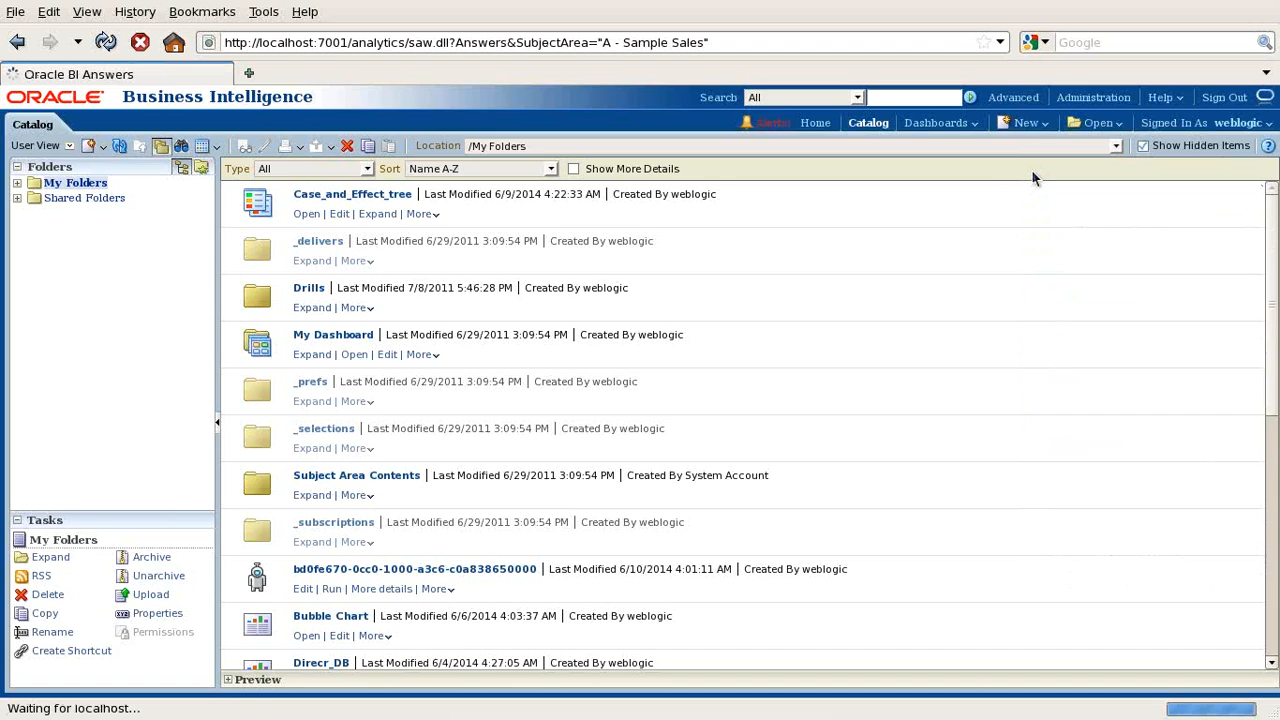 File Edit View History Bookmarks Tools Help
http://localhost:7001/analytics/saw.dll?Answers&SubjectArea="A - Sample Sales" Google
Oracle BI Answers
ORACLE Business Intelligence Search All Advanced Administration Help Sign Out
Catalog Alerts! Home Catalog Dashboards New Open Signed In As weblogic
User View Location /My Folders Show Hidden Items
Folders Type All Sort Name A-Z Show More Details
My Folders
Shared Folders
Case_and_Effect_tree | Last Modified 6/9/2014 4:22:33 AM | Created By weblogic
Open | Edit | Expand | More
_delivers | Last Modified 6/29/2011 3:09:54 PM | Created By weblogic
Expand | More
Drills | Last Modified 7/8/2011 5:46:28 PM | Created By weblogic
Expand | More
My Dashboard | Last Modified 6/29/2011 3:09:54 PM | Created By weblogic
Expand | Open | Edit | More
_prefs | Last Modified 6/29/2011 3:09:54 PM | Created By weblogic
Expand | More
_selections | Last Modified 6/29/2011 3:09:54 PM | Created By weblogic
Expand | More
Subject Area Contents | Last Modified 6/29/2011 3:09:54 PM | Created By System Account
Expand | More
_subscriptions | Last Modified 6/29/2011 3:09:54 PM | Created By weblogic
Expand | More
bd0fe670-0cc0-1000-a3c6-c0a838650000 | Last Modified 6/10/2014 4:01:11 AM | Created By weblogic
Edit | Run | More details | More
Bubble Chart | Last Modified 6/6/2014 4:03:37 AM | Created By weblogic
Open | Edit | More
Direcr_DB | Last Modified 6/4/2014 4:27:05 AM | Created By weblogic
Tasks
My Folders
Expand Archive
RSS Unarchive
Delete Upload
Copy Properties
Rename Permissions
Create Shortcut
Preview
Waiting for localhost...